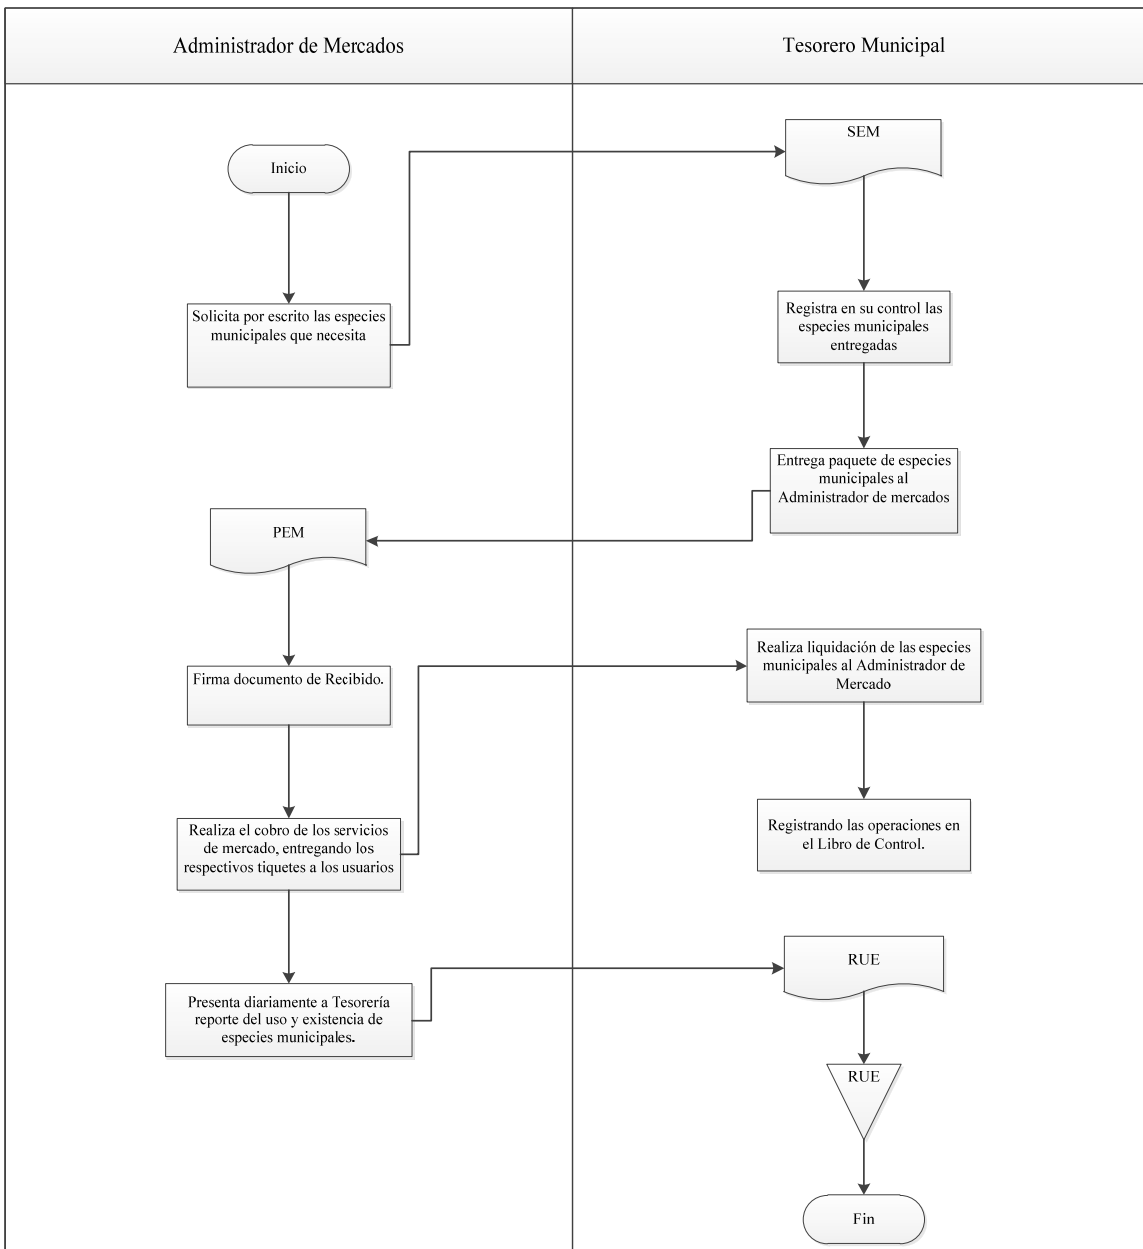 Administrador de Mercados
Tesorero Municipal
Inicio
SEM
Solicita por escrito las especies
municipales que necesita
Registra en su control las
especies municipales
entregadas
Entrega paquete de especies
municipales al
Administrador de mercados
PEM
Firma documento de Recibido.
Realiza liquidación de las especies
municipales al Administrador de
Mercado
Realiza el cobro de los servicios
de mercado, entregando los
respectivos tiquetes a los usuarios
Registrando las operaciones en
el Libro de Control.
Presenta diariamente a Tesorería
reporte del uso y existencia de
especies municipales.
RUE
RUE
Fin